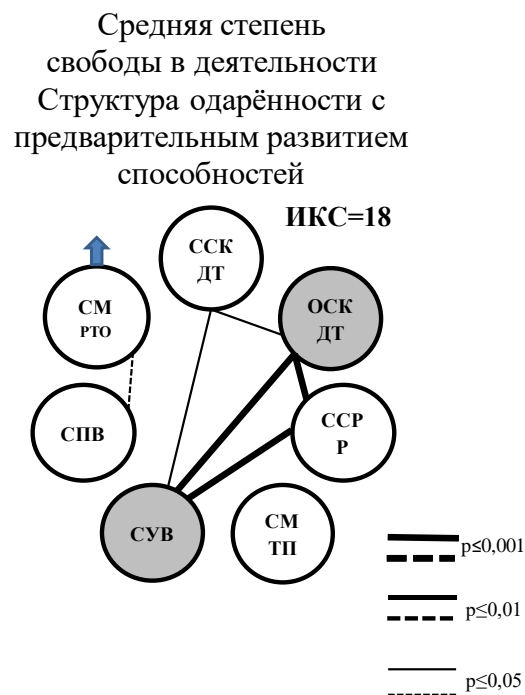 Средняя степень
свободы в деятельности
Структура одарённости с
предварительным развитием
способностей
ИКС=18
ССК
ДТ
СМ
РТО
ОСК
ДТ
СПВ
ССР
Р
СУВ
СМ
ТП
p≤0,001
p≤0,01
p≤0,05